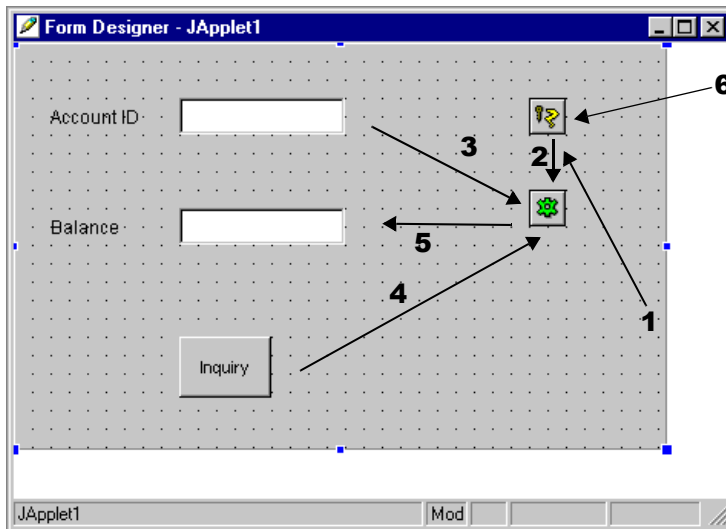 Form Designer - JApplet1
6
Account ID
3
2
Balance
5
4
1
Inquiry
JApplet1 Mod